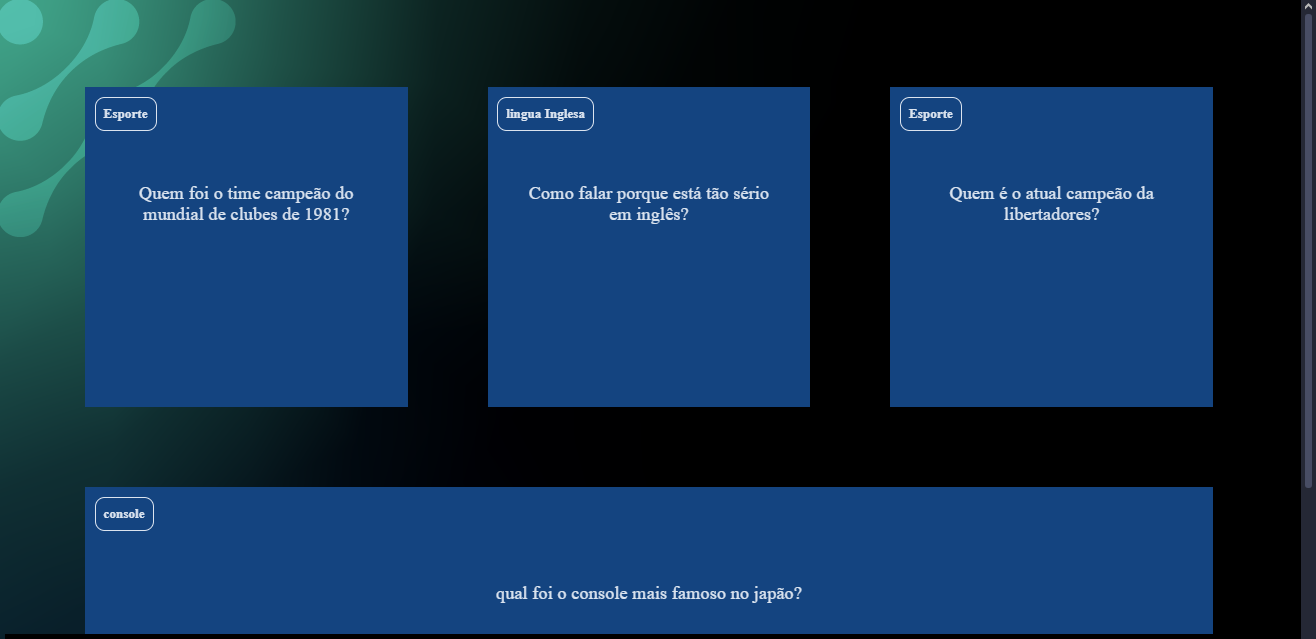 Esporte
Quem foi o time campeão do
mundial de clubes de 1981?
lingua Inglesa
Como falar porque está tão sério
em inglês?
Esporte
Quem é o atual campeão da
libertadores?
console
qual foi o console mais famoso no japão?